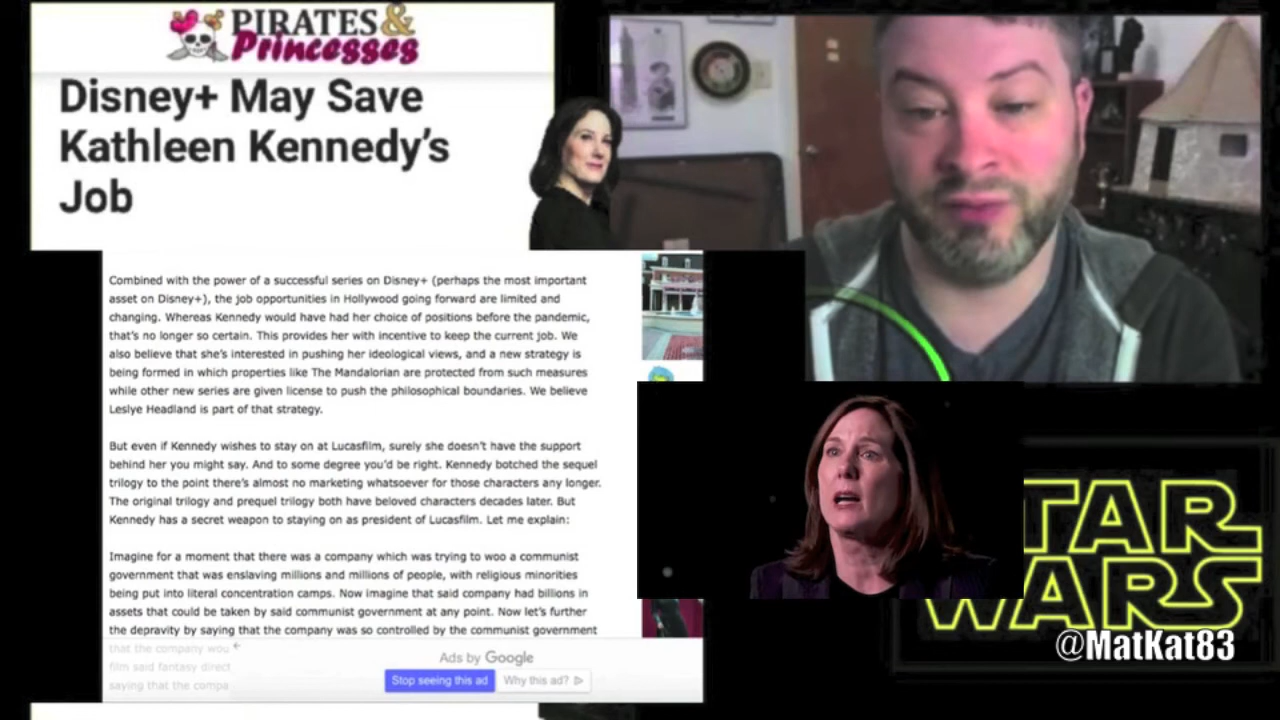 PIRATES &
Princesses
Disney+ May Save
Kathleen Kennedy's
Job
Combined with the power of a successful series on Disney+ (perhaps the most important
asset on Disney+), the job opportunities in Hollywood going forward are limited and
changing. Whereas Kennedy would have had her choice of positions before the pandemic,
that's no longer so certain. This provides her with incentive to keep the current job. We
also believe that she's interested in pushing her ideological views, and a new strategy is
being formed in which properties like The Mandalorian are protected from such measures
while other new series are given license to push the philosophical boundaries. We believe
Leslye Headland is part of that strategy.
But even if Kennedy wishes to stay on at Lucasfilm, surely she doesn't have the support
behind her you might say. And to some degree you'd be right. Kennedy botched the sequel
trilogy to the point there's almost no marketing whatsoever for those characters any longer.
The original trilogy and prequel trilogy both have beloved characters decades later. But
Kennedy has a secret weapon to staying on as president of Lucasfilm. Let me explain:
Imagine for a moment that there was a company which was trying to woo a communist
government that was enslaving millions and millions of people, with religious minorities
being put into literal concentration camps. Now imagine that said company had billions in
assets that could be taken by said communist government at any point. Now let's further
the depravity by saying that the company was so controlled by the communist government
that the company wou
film said fantasy direct
saying that the compa
Ads by Google
Stop seeing this ad
Why this ad?
TAR
WARS
@MatKat83